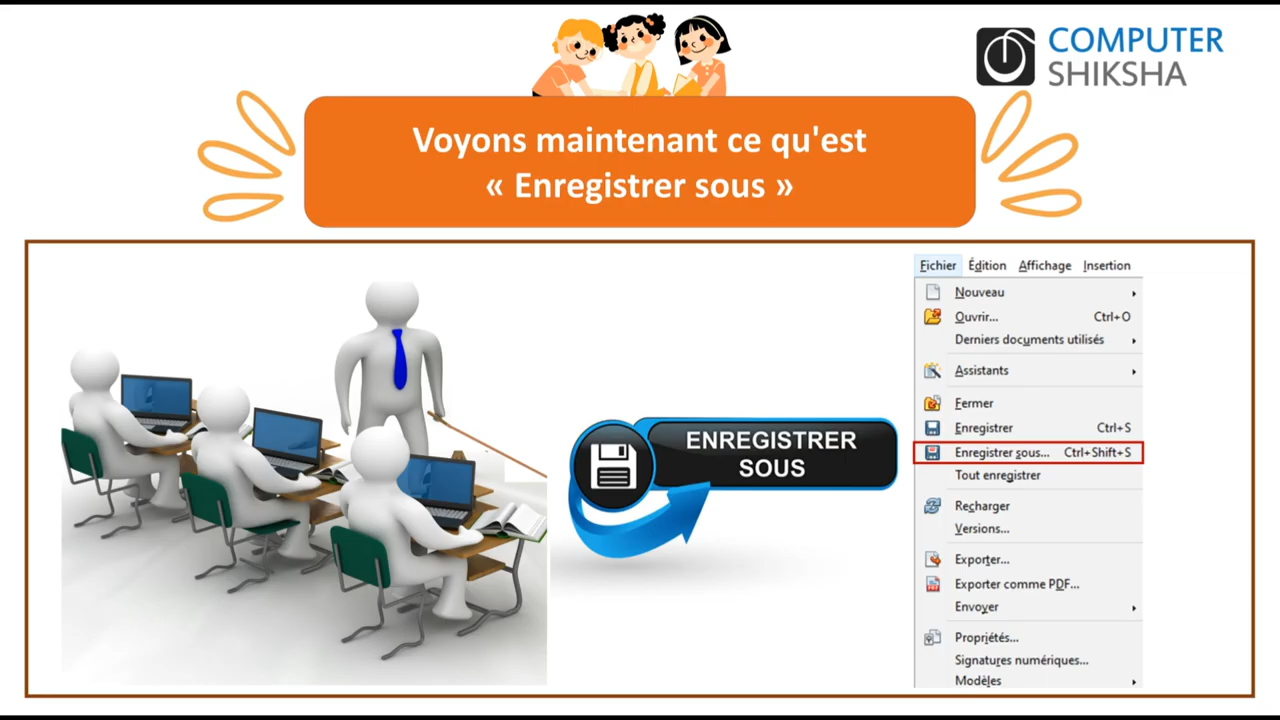 COMPUTER
SHIKSHA
Voyons maintenant ce qu'est
« Enregistrer sous »
ENREGISTRER
SOUS
Fichier Édition Affichage Insertion
Nouveau
Ouvrir... Ctrl+O
Derniers documents utilisés
Assistants
Fermer
Enregistrer Ctrl+S
Enregistrer sous... Ctrl+Shift+S
Tout enregistrer
Recharger
Versions...
Exporter...
Exporter comme PDF...
Envoyer
Propriétés...
Signatures numériques...
Modèles